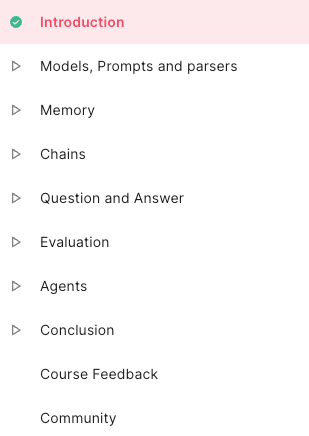 Introduction
Models, Prompts and parsers
Memory
Chains
Question and Answer
Evaluation
Agents
Conclusion
Course Feedback
Community